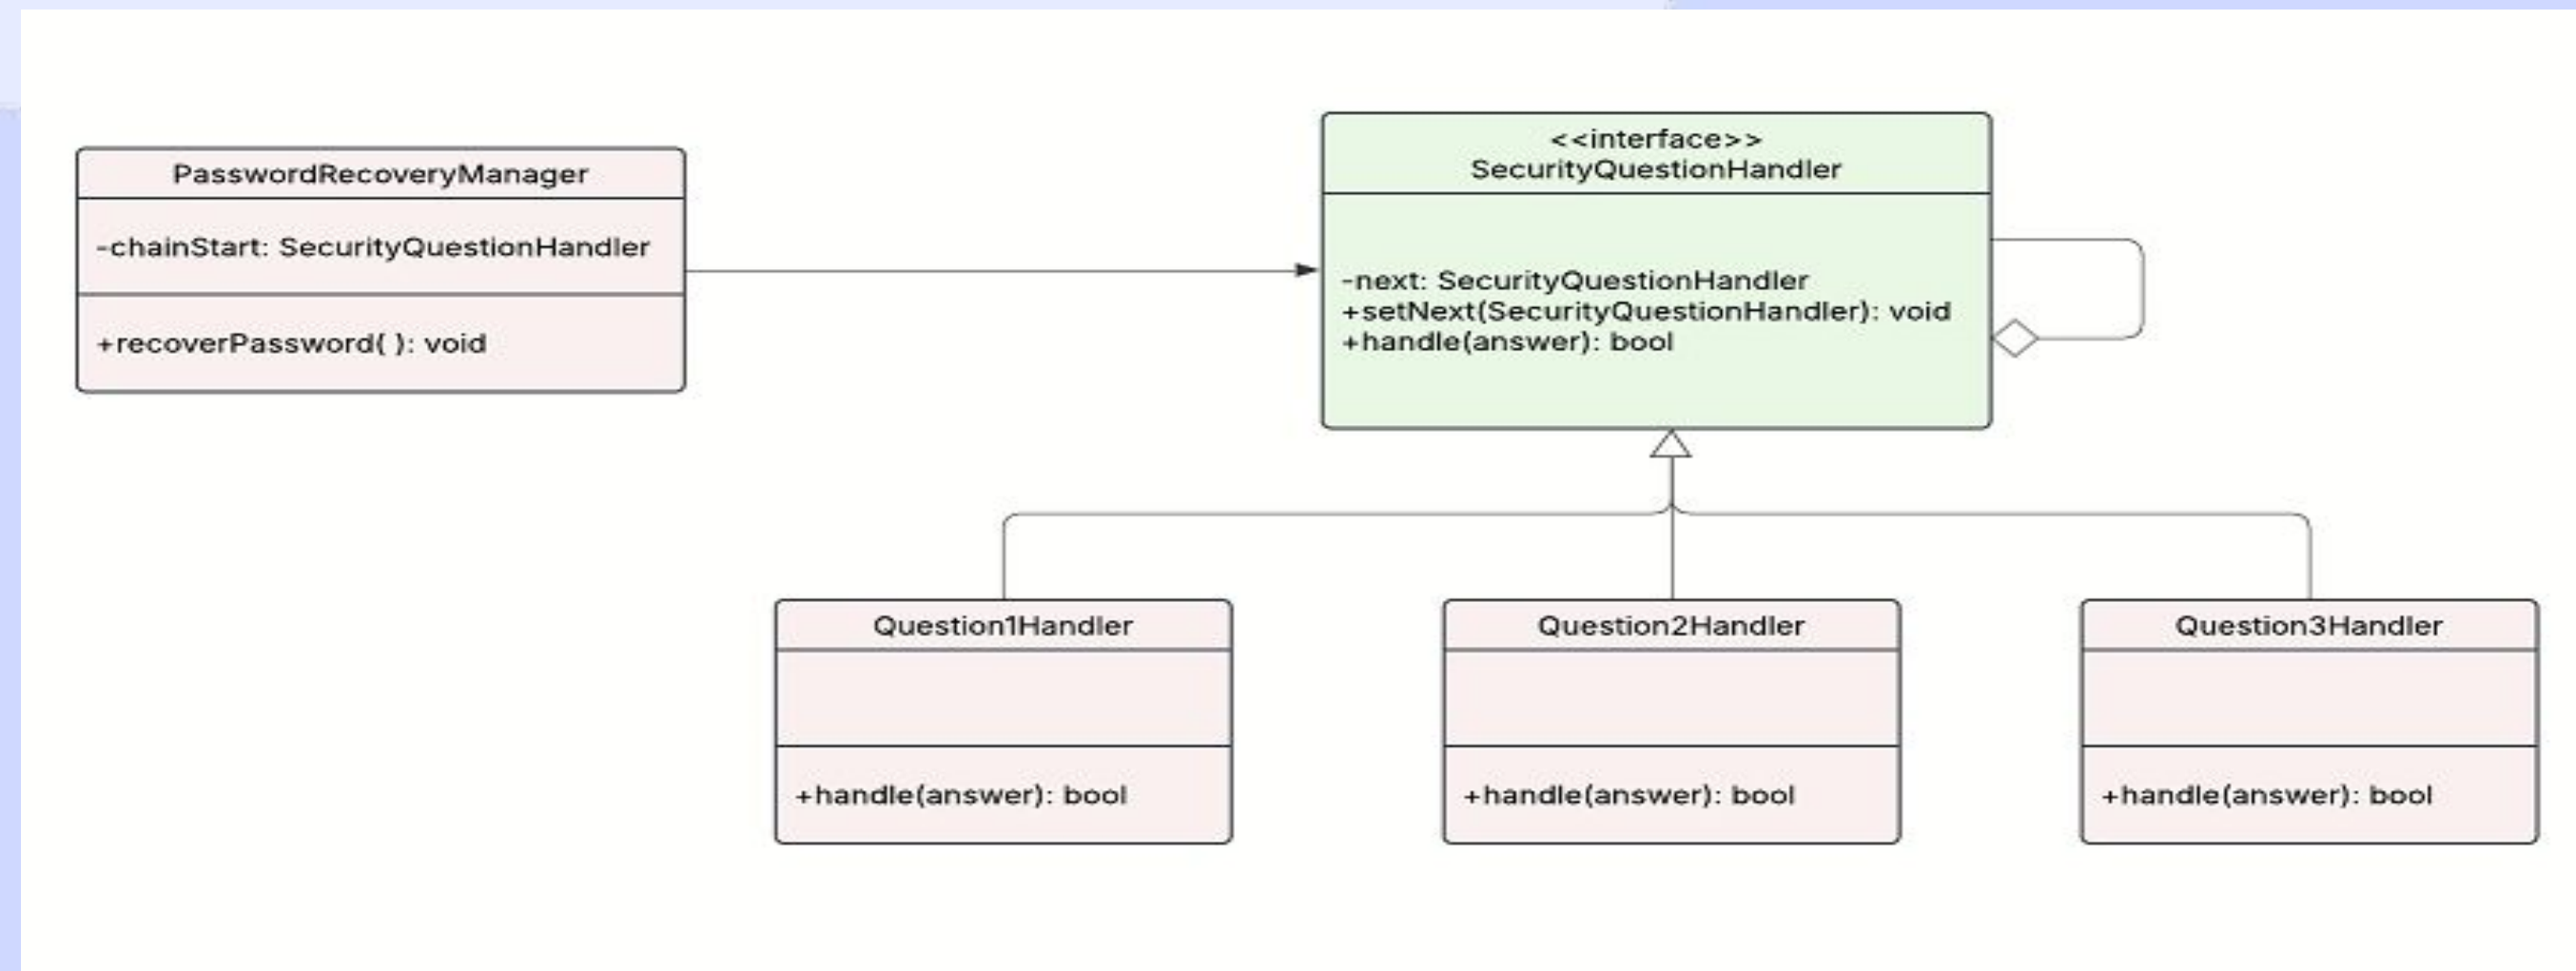 PasswordRecoveryManager
-chainStart: SecurityQuestionHandler
+recoverPassword( ): void
<<interface>>
SecurityQuestionHandler
-next: SecurityQuestionHandler
+setNext(SecurityQuestionHandler): void
+handle(answer): bool
Question1Handler
+handle(answer): bool
Question2Handler
+handle(answer): bool
Question3Handler
+handle(answer): bool